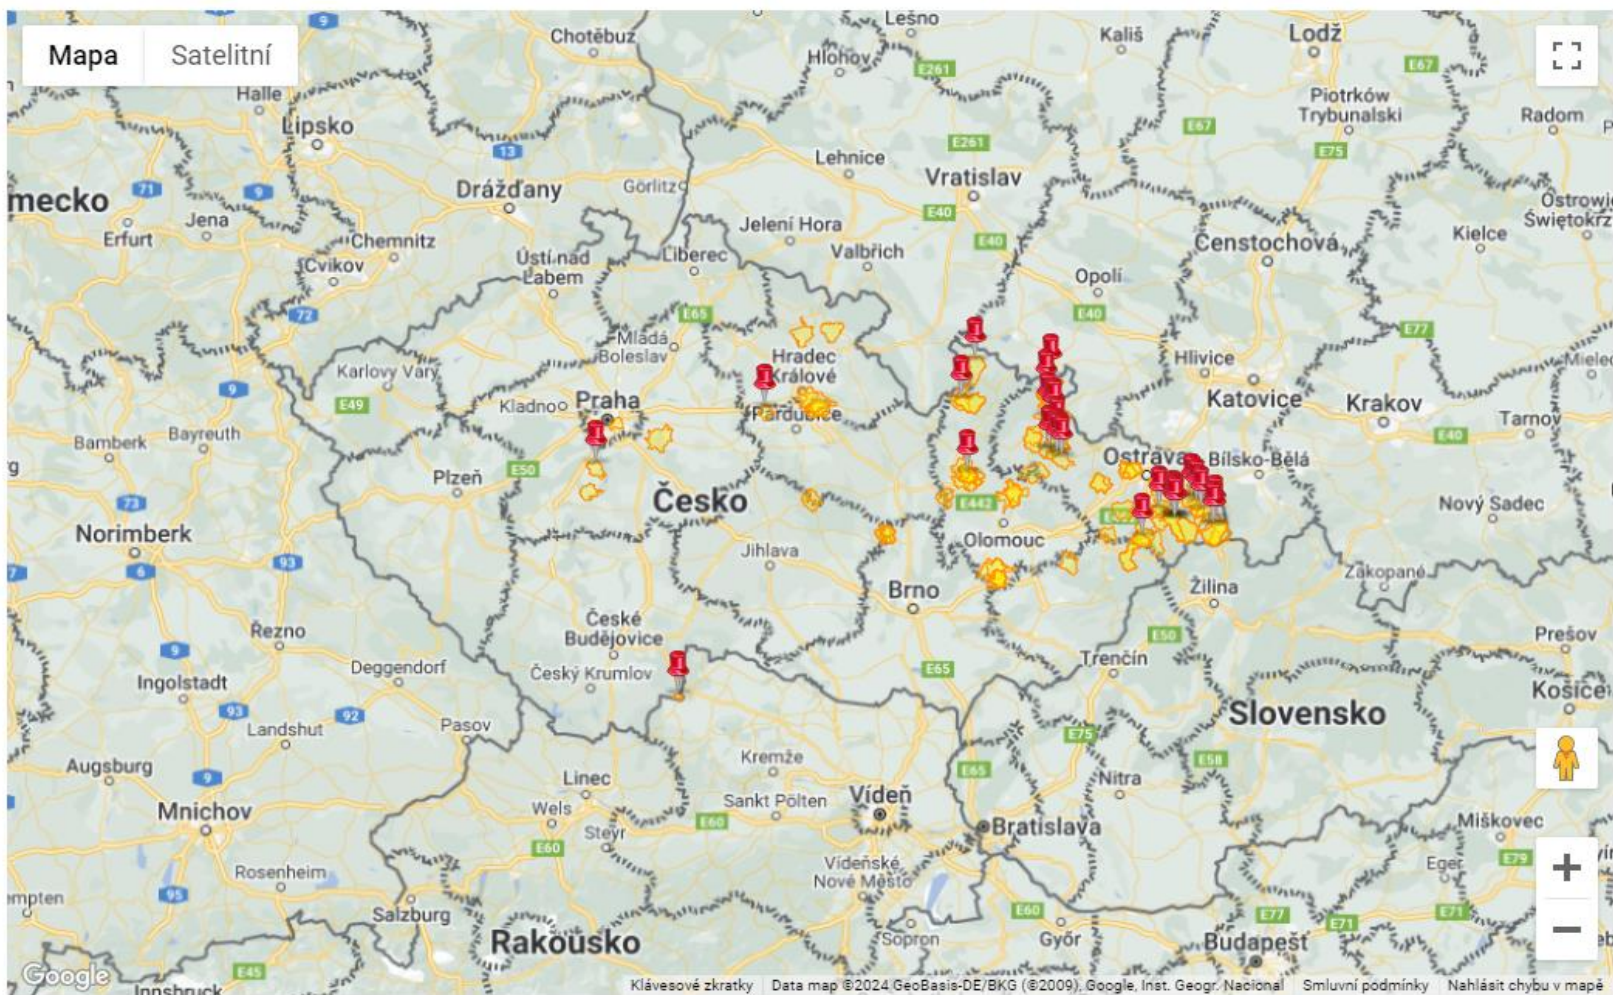 Mapa
Satelitní
9
Chotěbuz
Lešno
Kališ
Lodž
Hlohov
E261
E67
Halle
Lipsko
Piotrków
Trybunalski
Radom
E67
E261
E75
13
Lehnice
Drážďany
Görlitz
Vratislav
71
9
mecko
Jena
Erfurt
E40
Jelení Hora
Ostrowie
Świętokrz
Chemnitz
Cvikov
Ústí nad
Labem
Liberec
Valbřich
E40
Čenstochová
Kielce
Opolí
72
E65
E40
E77
Mladá
Boleslav
Hradec
Králové
Hlivice
Karlovy Vary
9
Katovice
Mielec
E49
Kladno
Praha
Pardubice
Krakov
Tarnov
Bamberk
Bayreuth
E40
Plzeň
E50
Ostrava
Bílsko-Bělá
Česko
73
E442
Nový Sadec
Norimberk
Olomouc
93
6
7
Jihlava
Zakopané
Brno
Žilina
České
Budějovice
Řezno
E50
Prešov
9
Deggendorf
Český Krumlov
E65
Trenčín
Ingolstadt
Košice
93
92
Landshut
Pasov
Slovensko
E75
Kremže
E65
E58
Augsburg
9
Linec
Nitra
Mnichov
Wels
Sankt Pölten
Vídeň
Steyr
E60
Bratislava
Miškovec
E60
Rosenheim
Vídeňské
Nové Město
E79
Eger
empten
95
Salzburg
E60
E77
E71
E71
Rakousko
Sopron
Győr
Budapešť
Google
E45
Innsbruck
Klávesové zkratky
Data map ©2024 GeoBasis-DE/BKG (©2009), Google, Inst. Geogr. Nacional
Smluvní podmínky
Nahlásit chybu v mapě